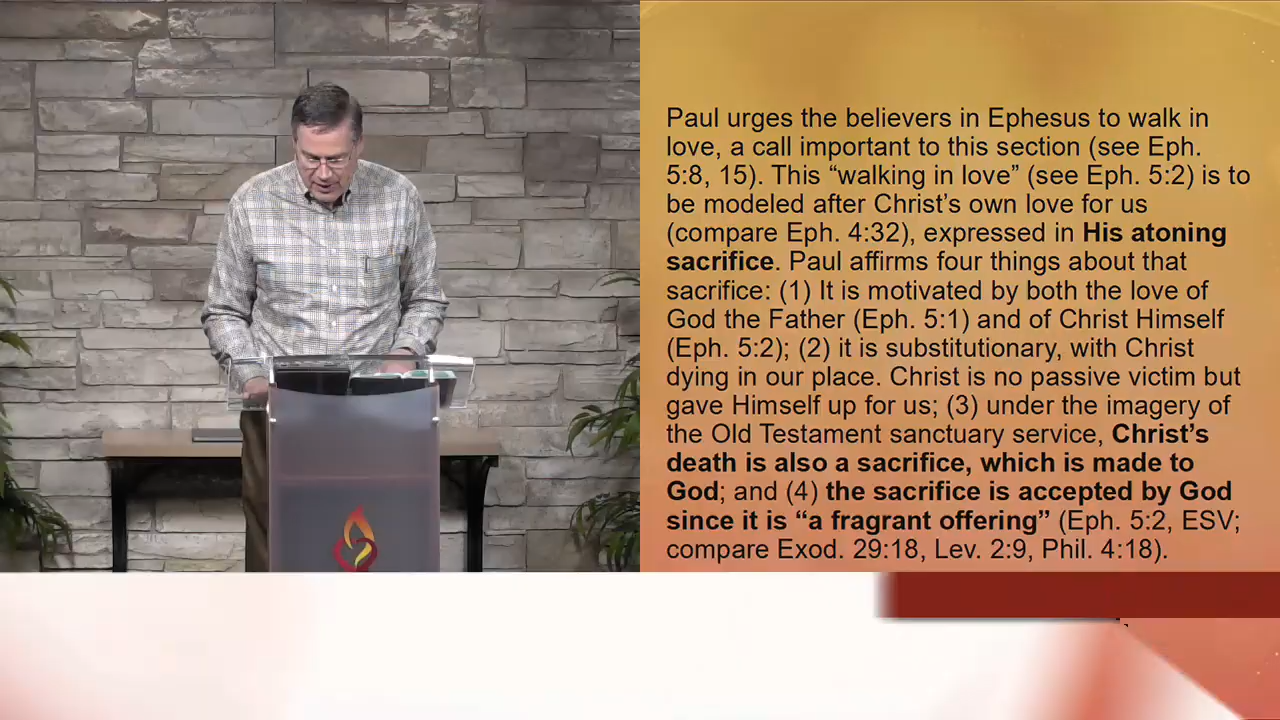 Paul urges the believers in Ephesus to walk in
love, a call important to this section (see Eph.
5:8, 15). This “walking in love” (see Eph. 5:2) is to
be modeled after Christ’s own love for us
(compare Eph. 4:32), expressed in His atoning
sacrifice. Paul affirms four things about that
sacrifice: (1) It is motivated by both the love of
God the Father (Eph. 5:1) and of Christ Himself
(Eph. 5:2); (2) it is substitutionary, with Christ
dying in our place. Christ is no passive victim but
gave Himself up for us; (3) under the imagery of
the Old Testament sanctuary service, Christ’s
death is also a sacrifice, which is made to
God; and (4) the sacrifice is accepted by God
since it is “a fragrant offering” (Eph. 5:2, ESV;
compare Exod. 29:18, Lev. 2:9, Phil. 4:18).